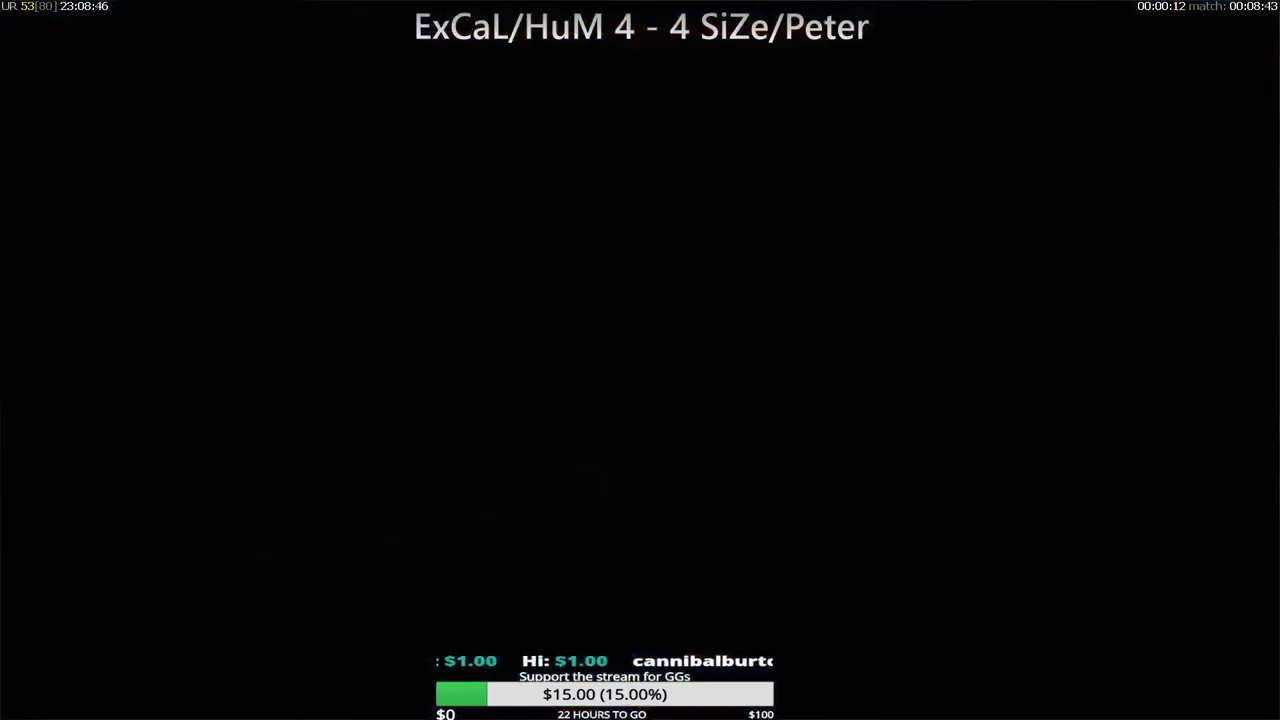 UR 53[80] 23:08:46
00:00:12 match: 00:08:43
ExCaL/HuM 4 - 4 SiZe/Peter
: $1.00 Hi: $1.00 cannibalburt
Support the stream for GGs
$15.00 (15.00%)
$0 22 HOURS TO GO $100